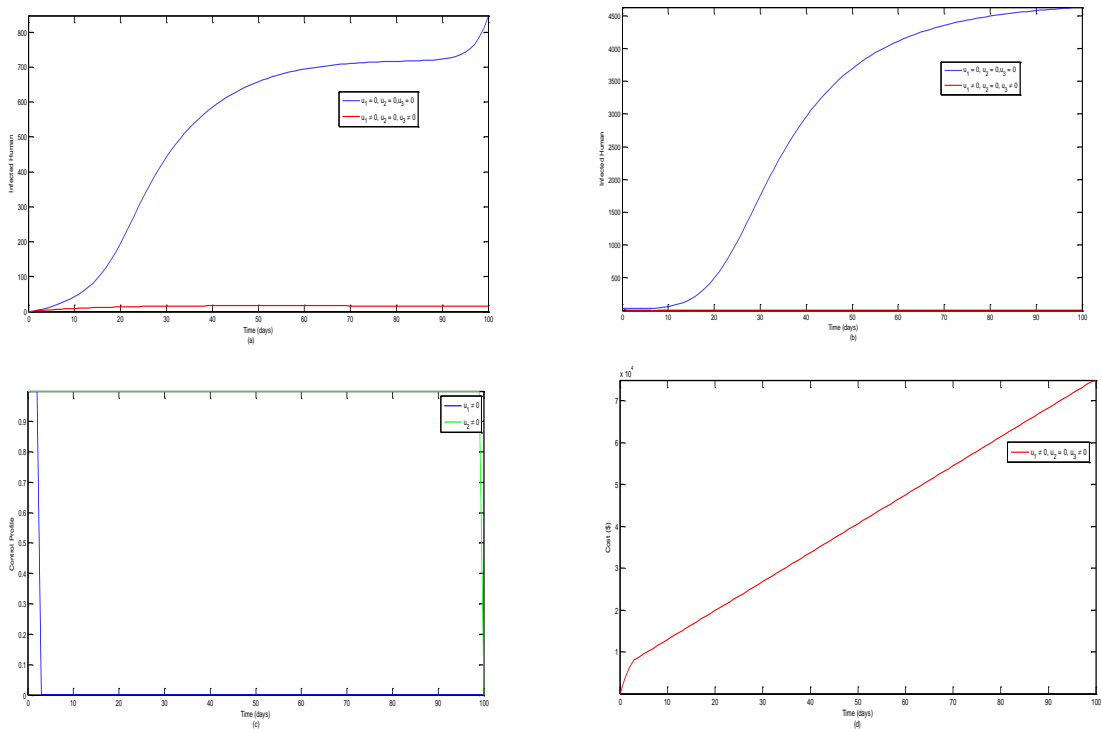 800
700
600
500
400
300
200
100
0
Infected Human
u1 = 0, u2 = 0,u3 = 0
u1 ≠ 0, u2 = 0, u3 ≠ 0
0 10 20 30 40 50 60 70 80 90 100
Time (days)
(a)
4500
4000
3500
3000
2500
2000
1500
1000
500
Infected Human
u1 = 0, u2 = 0,u3 = 0
u1 ≠ 0, u2 = 0, u3 ≠ 0
0 10 20 30 40 50 60 70 80 90 100
Time (days)
(b)
0.9
0.8
0.7
0.6
0.5
0.4
0.3
0.2
0.1
0
Control Profile
u1 ≠ 0
u2 ≠ 0
0 10 20 30 40 50 60 70 80 90 100
Time (days)
(c)
x 10^4
7
6
5
4
3
2
1
0
Cost ($)
u1 ≠ 0, u2 = 0, u3 ≠ 0
0 10 20 30 40 50 60 70 80 90 100
Time (days)
(d)